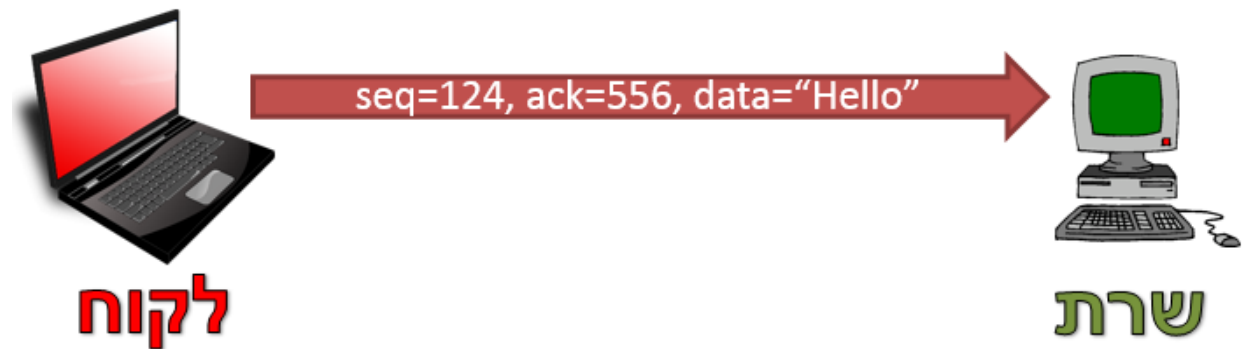 seq=124, ack=556, data=“Hello”
לקוח
שרת